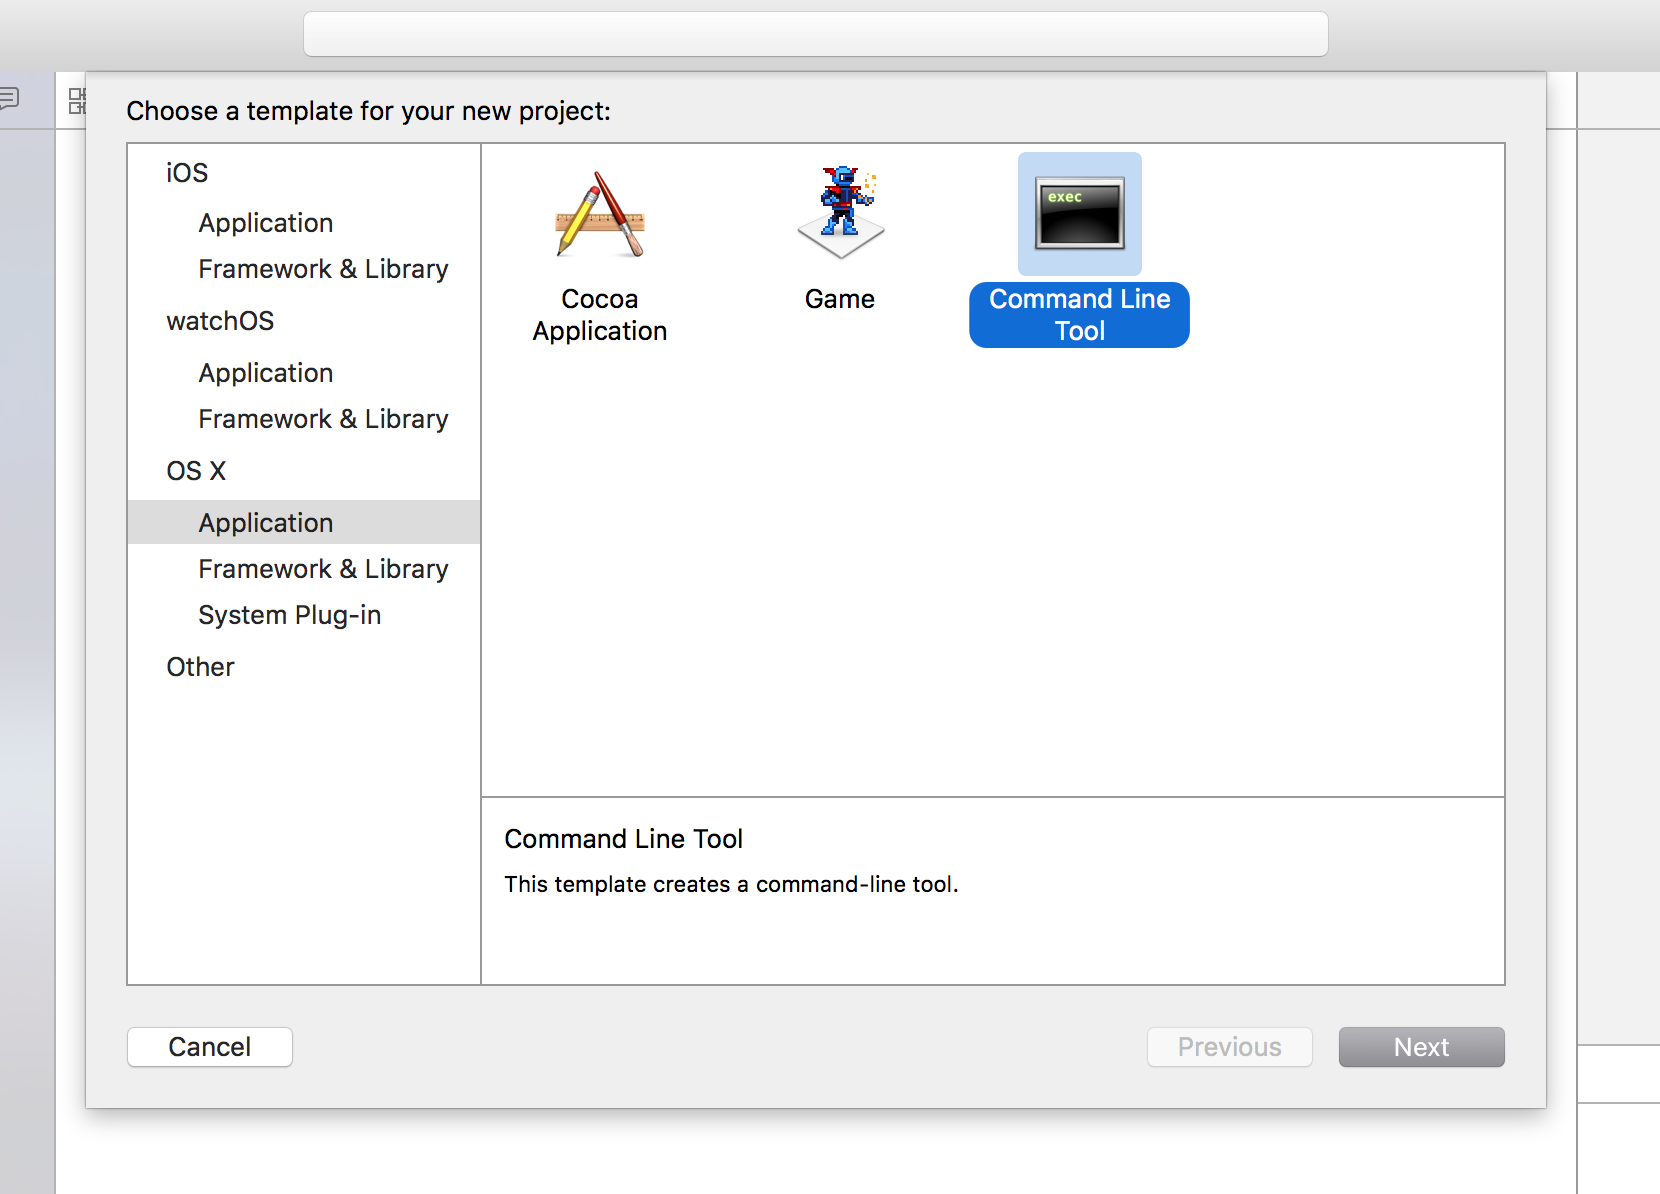 Choose a template for your new project:
iOS
Application
Framework & Library
watchOS
Application
Framework & Library
OS X
Application
Framework & Library
System Plug-in
Other
Cocoa
Application
Game
exec
Command Line
Tool
Command Line Tool
This template creates a command-line tool.
Cancel
Previous
Next